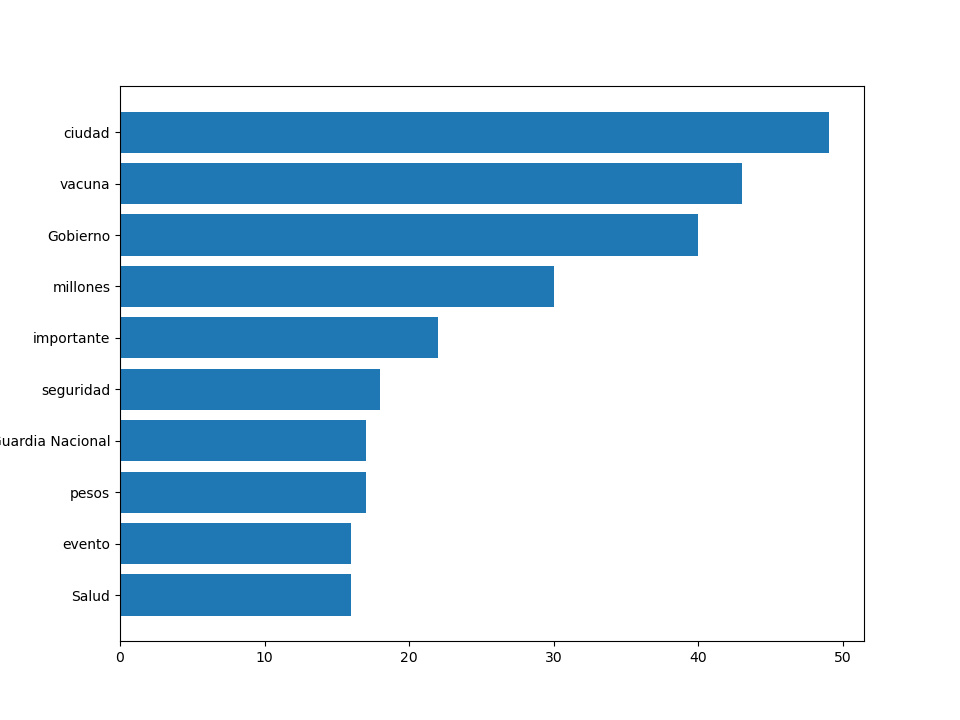 ciudad
vacuna
Gobierno
millones
importante
seguridad
uardia Nacional
pesos
evento
Salud
0 10 20 30 40 50